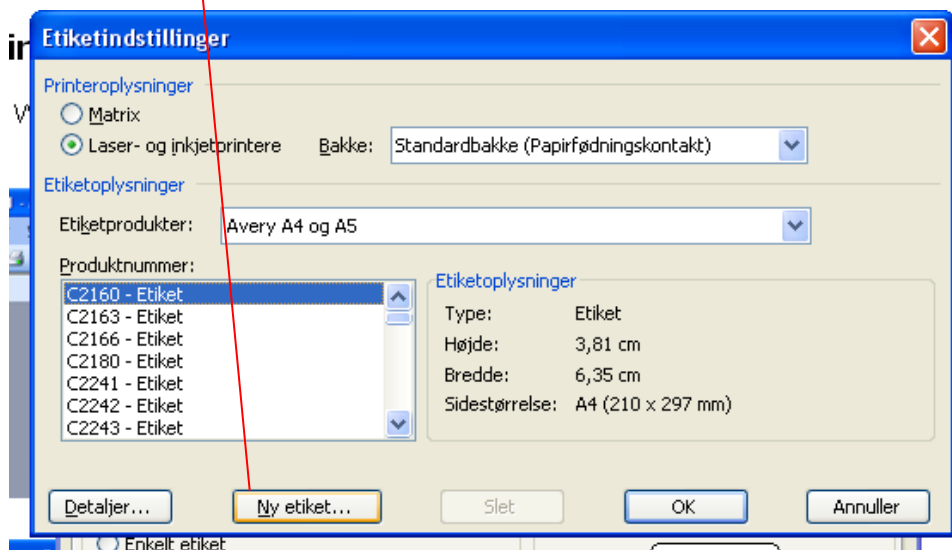 Etiketindstillinger
Printeroplysninger
Matrix
Laser- og inkjetprintere Bakke: Standardbakke (Papirfødningskontakt)
Etiketoplysninger
Etiketprodukter: Avery A4 og A5
Produktnummer:
C2160 - Etiket
C2163 - Etiket
C2166 - Etiket
C2180 - Etiket
C2241 - Etiket
C2242 - Etiket
C2243 - Etiket
Etiketoplysninger
Type: Etiket
Højde: 3,81 cm
Bredde: 6,35 cm
Sidestørrelse: A4 (210 x 297 mm)
Detaljer... Ny etiket... Slet OK Annuller
Enkelt etiket